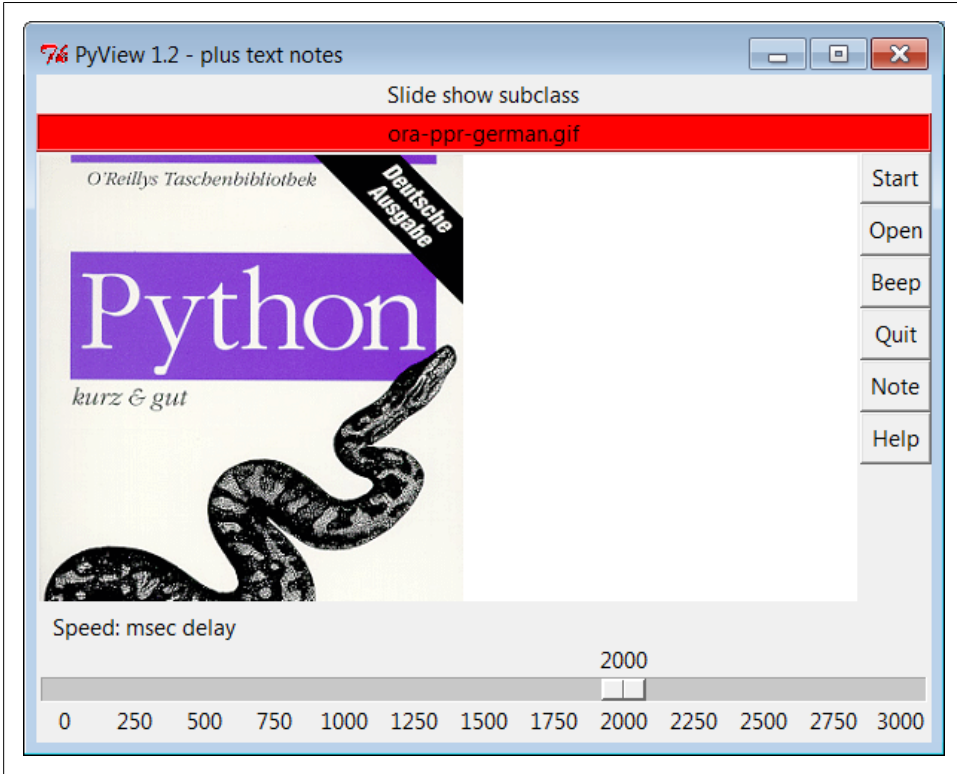 PyView 1.2 - plus text notes
Slide show subclass
ora-ppr-german.gif
O'Reillys Taschenbibliothek
Deutsche
Ausgabe
Python
kurz & gut
Start
Open
Beep
Quit
Note
Help
Speed: msec delay
2000
0 250 500 750 1000 1250 1500 1750 2000 2250 2500 2750 3000